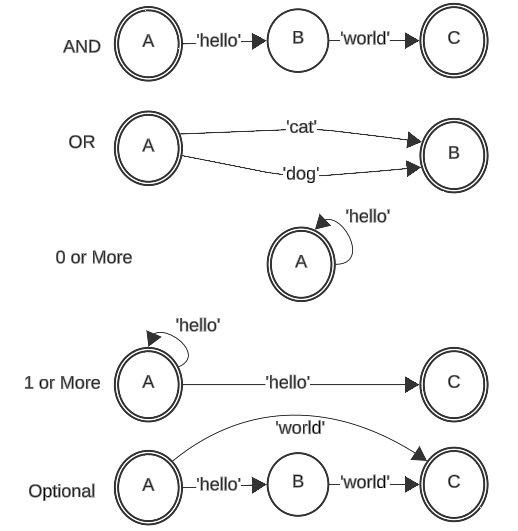 AND A 'hello' B 'world' C
OR A 'cat' B
'dog'
'hello'
0 or More A
'hello'
1 or More A 'hello' C
'world'
Optional A 'hello' B 'world' C